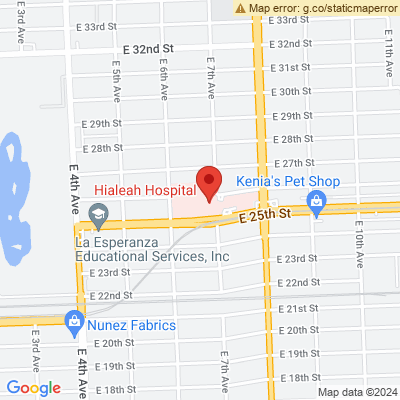 Map error: g.co/staticmaperror
E 33rd St
E 33rd St
E 32nd St
E 32nd St
E 3rd Ave
E 5th Ave
E 6th Ave
E 7th Ave
E 11th Ave
E 31st St
E 30th St
E 29th St
E 28th St
E 28th St
E 27th St
E 4th Ave
Hialeah Hospital
Kenia's Pet Shop
E 25th St
La Esperanza
Educational Services, Inc
E 10th Ave
E 23rd St
E 23rd St
E 22nd St
E 22nd St
E 21st St
Nunez Fabrics
E 20th St
E 20th St
E 3rd Ave
E 4th Ave
E 7th Ave
E 19th St
E 19th St
E 18th St
E 18th St
Google
Map data ©2024